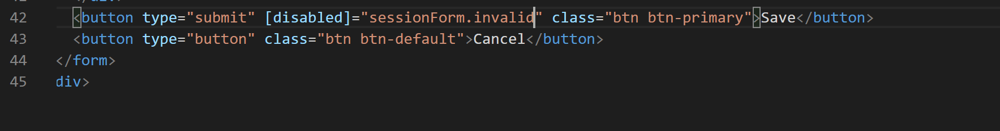 42 <button type="submit" [disabled]="sessionForm.invalid" class="btn btn-primary">Save</button>
43 <button type="button" class="btn btn-default">Cancel</button>
44 </form>
45 div>